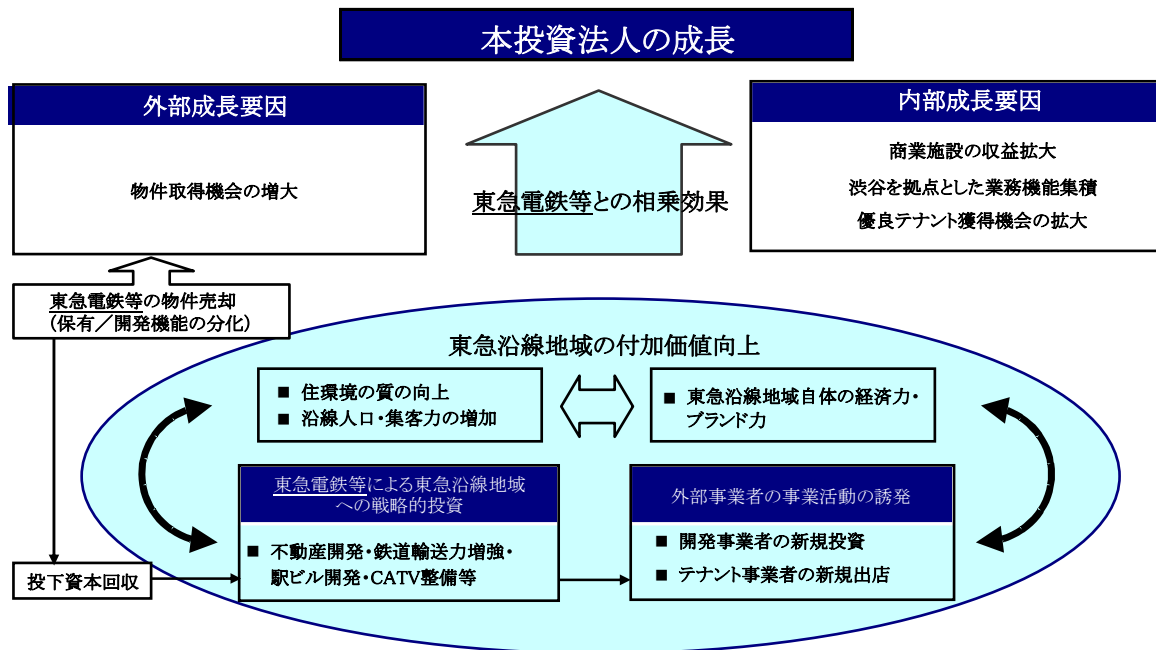 本投資法人の成長
外部成長要因
物件取得機会の増大
東急電鉄等との相乗効果
内部成長要因
商業施設の収益拡大
渋谷を拠点とした業務機能集積
優良テナント獲得機会の拡大
東急電鉄等の物件売却
(保有/開発機能の分化)
東急沿線地域の付加価値向上
■ 住環境の質の向上
■ 沿線人口・集客力の増加
■ 東急沿線地域自体の経済力・
ブランド力
東急電鉄等による東急沿線地域
への戦略的投資
■ 不動産開発・鉄道輸送力増強・
駅ビル開発・CATV整備等
外部事業者の事業活動の誘発
■ 開発事業者の新規投資
■ テナント事業者の新規出店
投下資本回収